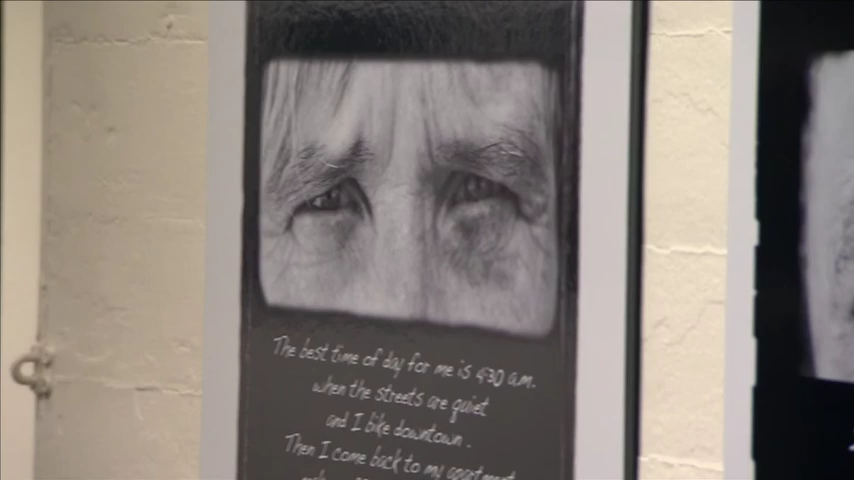 The best time of day for me is 4:30 a.m.
when the streets are quiet
and I bike downtown.
Then I come back to my apartment